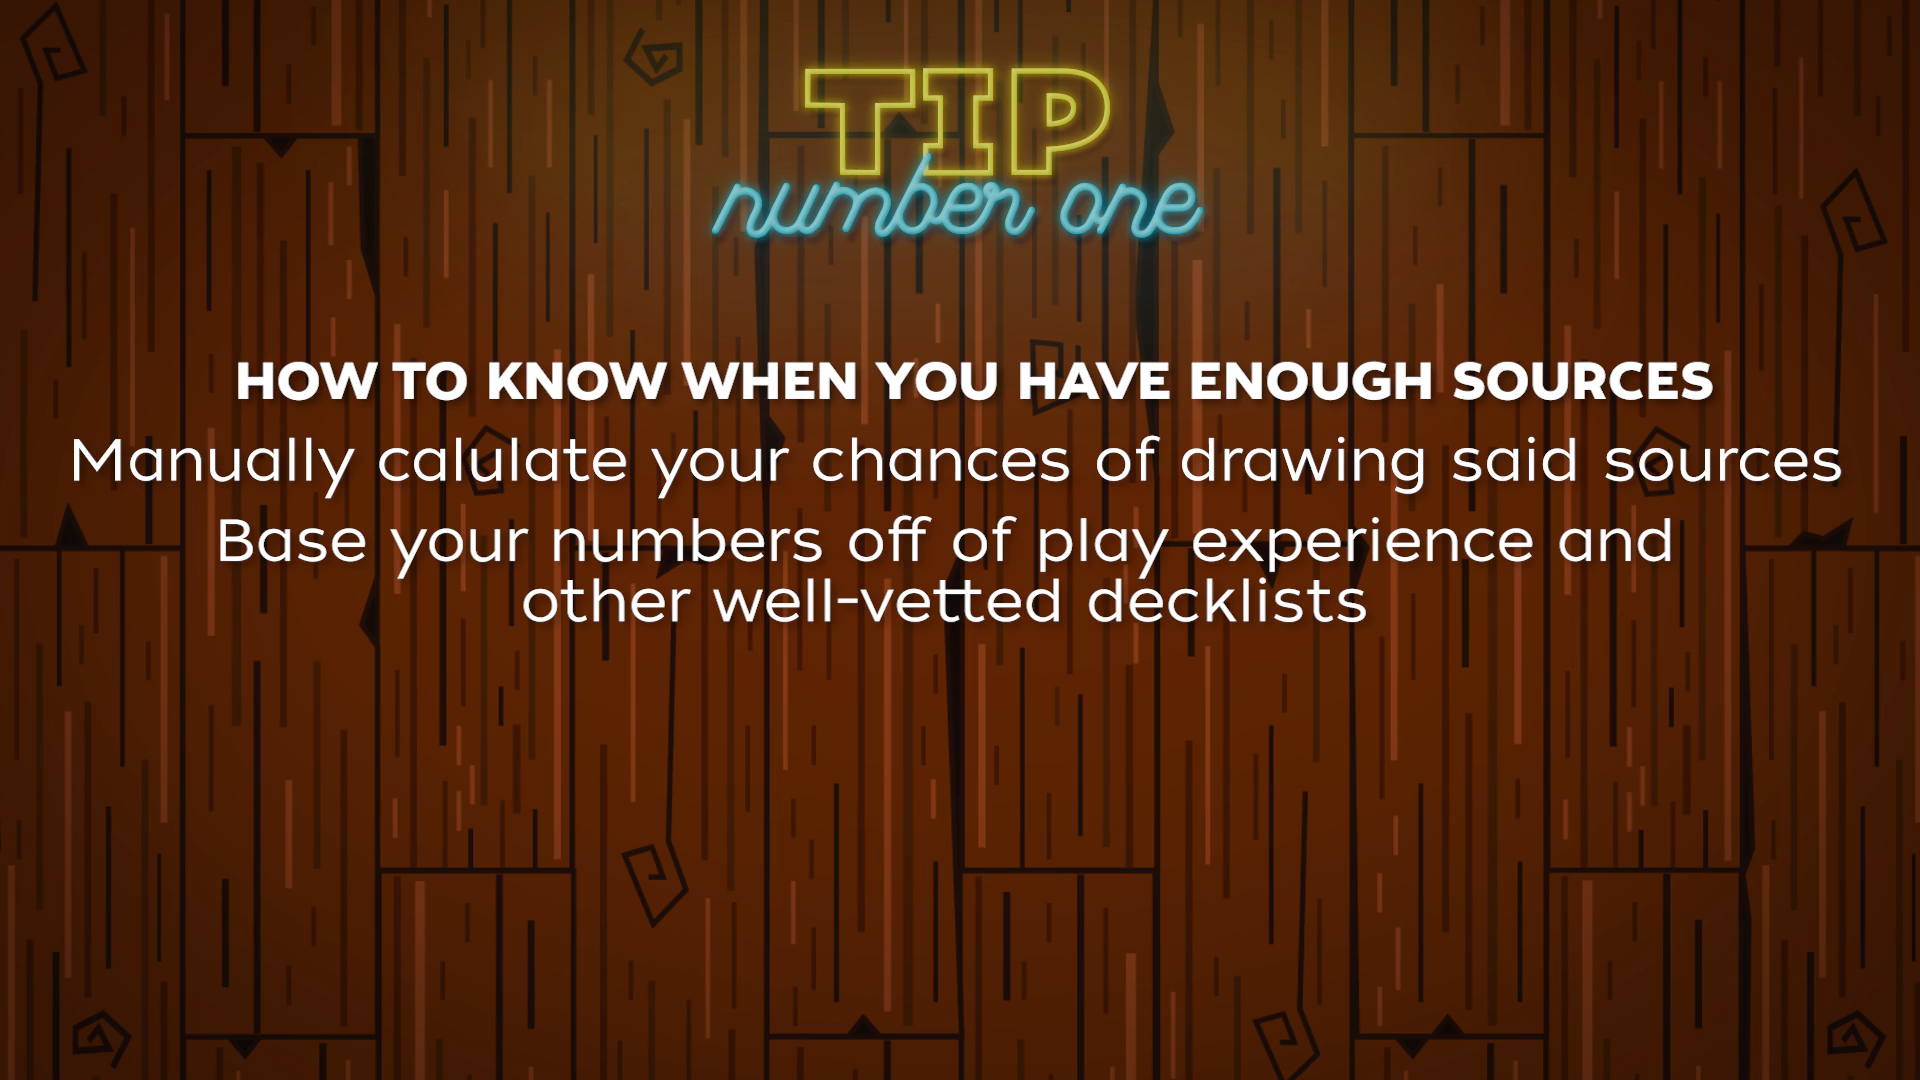 TIP
number one
HOW TO KNOW WHEN YOU HAVE ENOUGH SOURCES
Manually calulate your chances of drawing said sources
Base your numbers off of play experience and
other well-vetted decklists